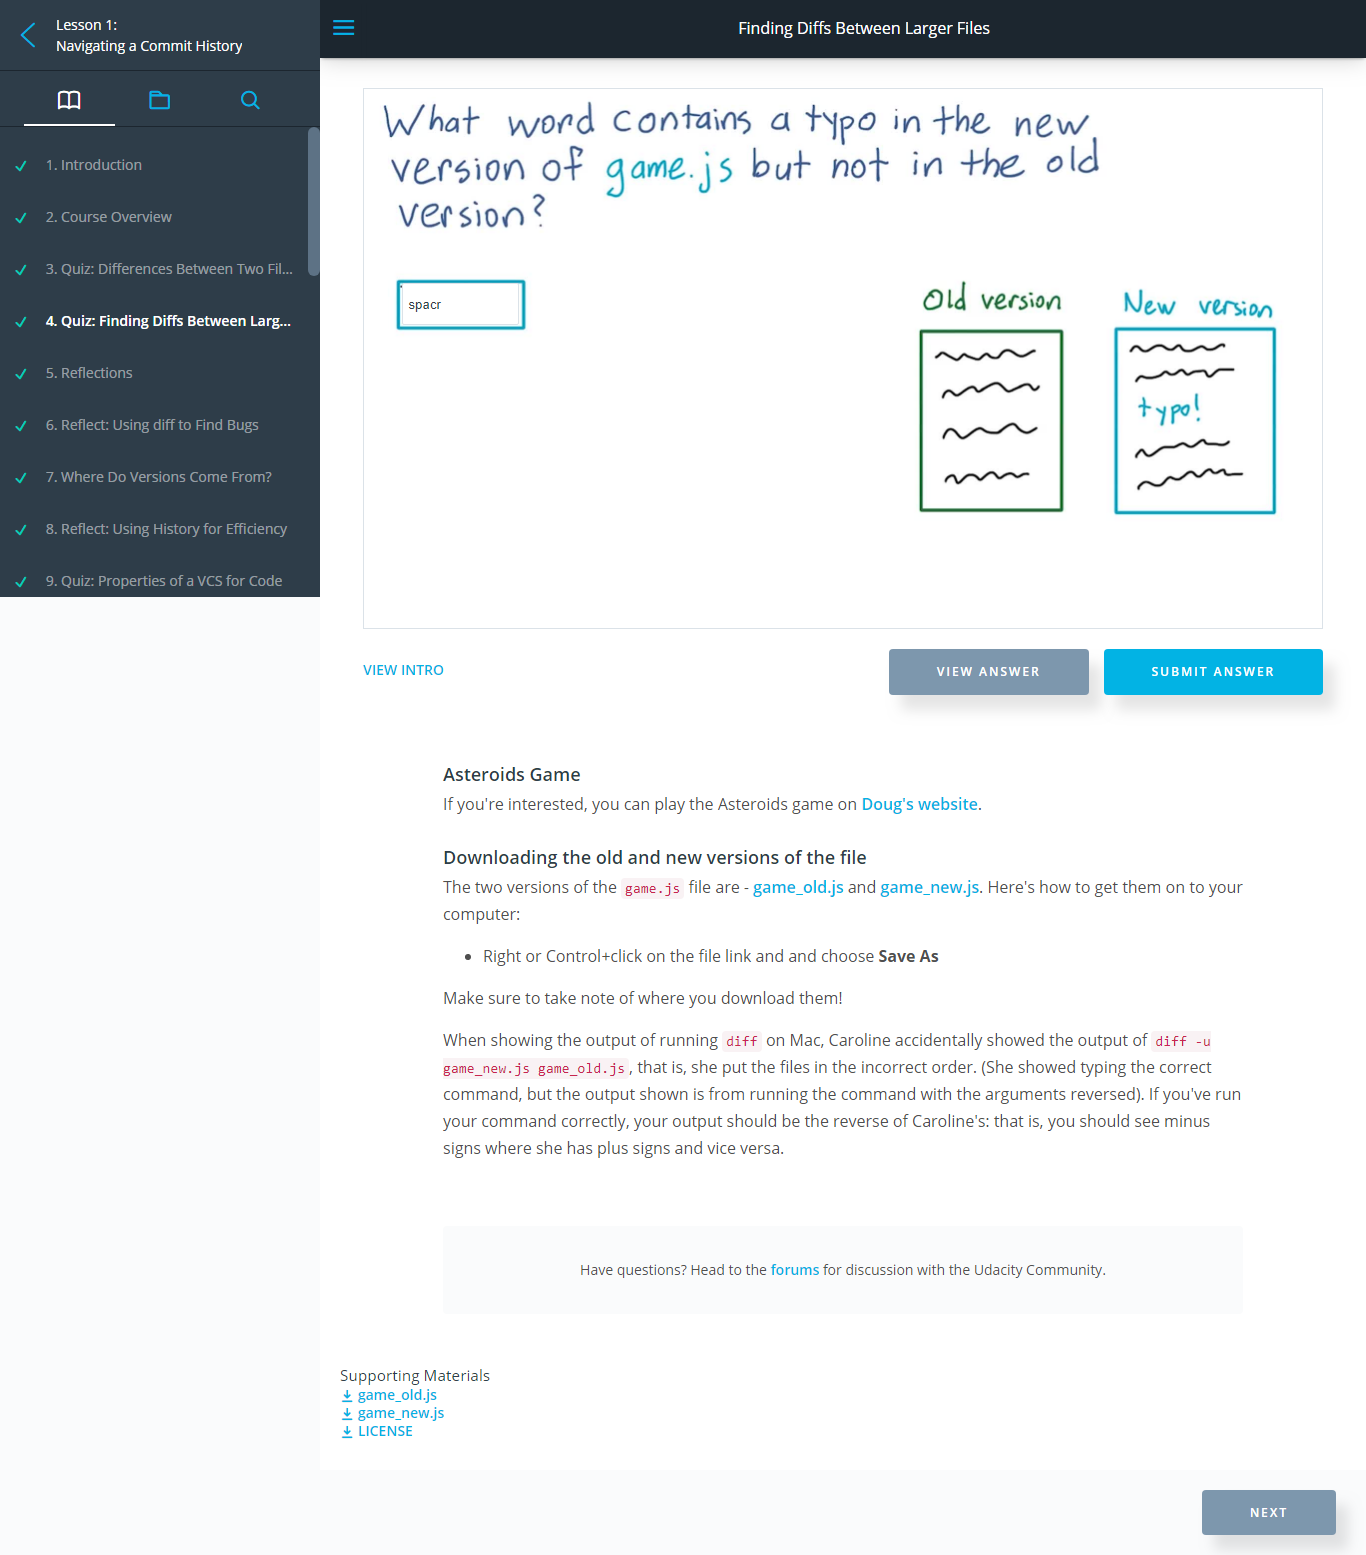 Lesson 1:
Navigating a Commit History
Finding Diffs Between Larger Files
1. Introduction
2. Course Overview
3. Quiz: Differences Between Two Fil...
4. Quiz: Finding Diffs Between Larg...
5. Reflections
6. Reflect: Using diff to Find Bugs
7. Where Do Versions Come From?
8. Reflect: Using History for Efficiency
9. Quiz: Properties of a VCS for Code
What word contains a typo in the new
version of game.js but not in the old
version?
spacr
Old version
New version
typo!
VIEW INTRO
VIEW ANSWER
SUBMIT ANSWER
Asteroids Game
If you're interested, you can play the Asteroids game on Doug's website.
Downloading the old and new versions of the file
The two versions of the game.js file are - game_old.js and game_new.js. Here's how to get them on to your
computer:
• Right or Control+click on the file link and and choose Save As
Make sure to take note of where you download them!
When showing the output of running diff on Mac, Caroline accidentally showed the output of diff -u
game_new.js game_old.js, that is, she put the files in the incorrect order. (She showed typing the correct
command, but the output shown is from running the command with the arguments reversed). If you've run
your command correctly, your output should be the reverse of Caroline's: that is, you should see minus
signs where she has plus signs and vice versa.
Have questions? Head to the forums for discussion with the Udacity Community.
Supporting Materials
game_old.js
game_new.js
LICENSE
NEXT